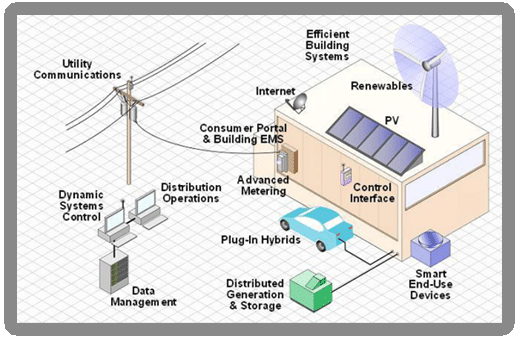 Efficient
Building
Systems
Utility
Communications
Renewables
Internet
PV
Consumer Portal
& Building EMS
Advanced
Metering
Control
Interface
Dynamic
Systems
Control
Distribution
Operations
Plug-In Hybrids
Data
Management
Distributed
Generation
& Storage
Smart
End-Use
Devices